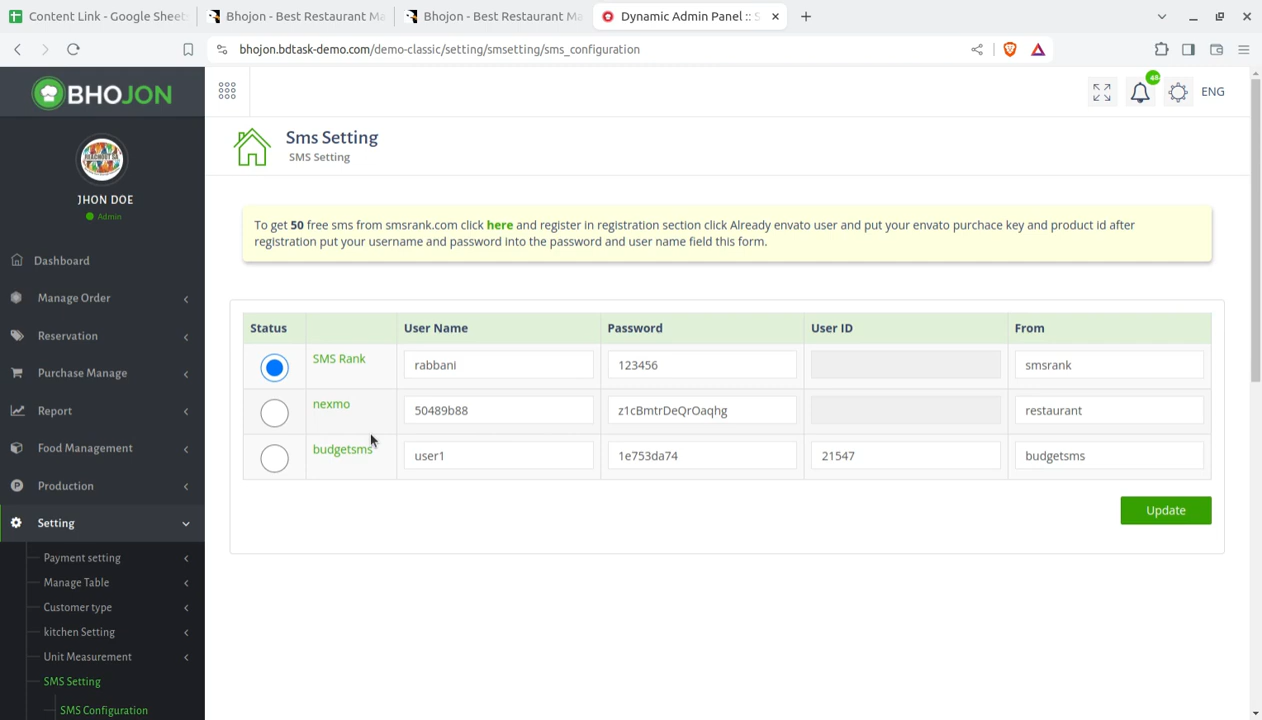 Content Link - Google Sheet
Bhojon - Best Restaurant Ma
Bhojon - Best Restaurant Ma
Dynamic Admin Panel :: S
bhojon.bdtask-demo.com/demo-classic/setting/smsetting/sms_configuration
BHOJON
ENG
Sms Setting
SMS Setting
JHON DOE
Admin
To get 50 free sms from smsrank.com click here and register in registration section click Already envato user and put your envato purchace key and product id after
registration put your username and password into the password and user name field this form.
Dashboard
Manage Order
Reservation
Purchase Manage
Report
Food Management
Production
Setting
Payment setting
Manage Table
Customer type
kitchen Setting
Unit Measurement
SMS Setting
SMS Configuration
Status User Name Password User ID From
SMS Rank rabbani 123456 smsrank
nexmo 50489b88 z1cBmtrDeQrOaqhg restaurant
budgetsms user1 1e753da74 21547 budgetsms
Update